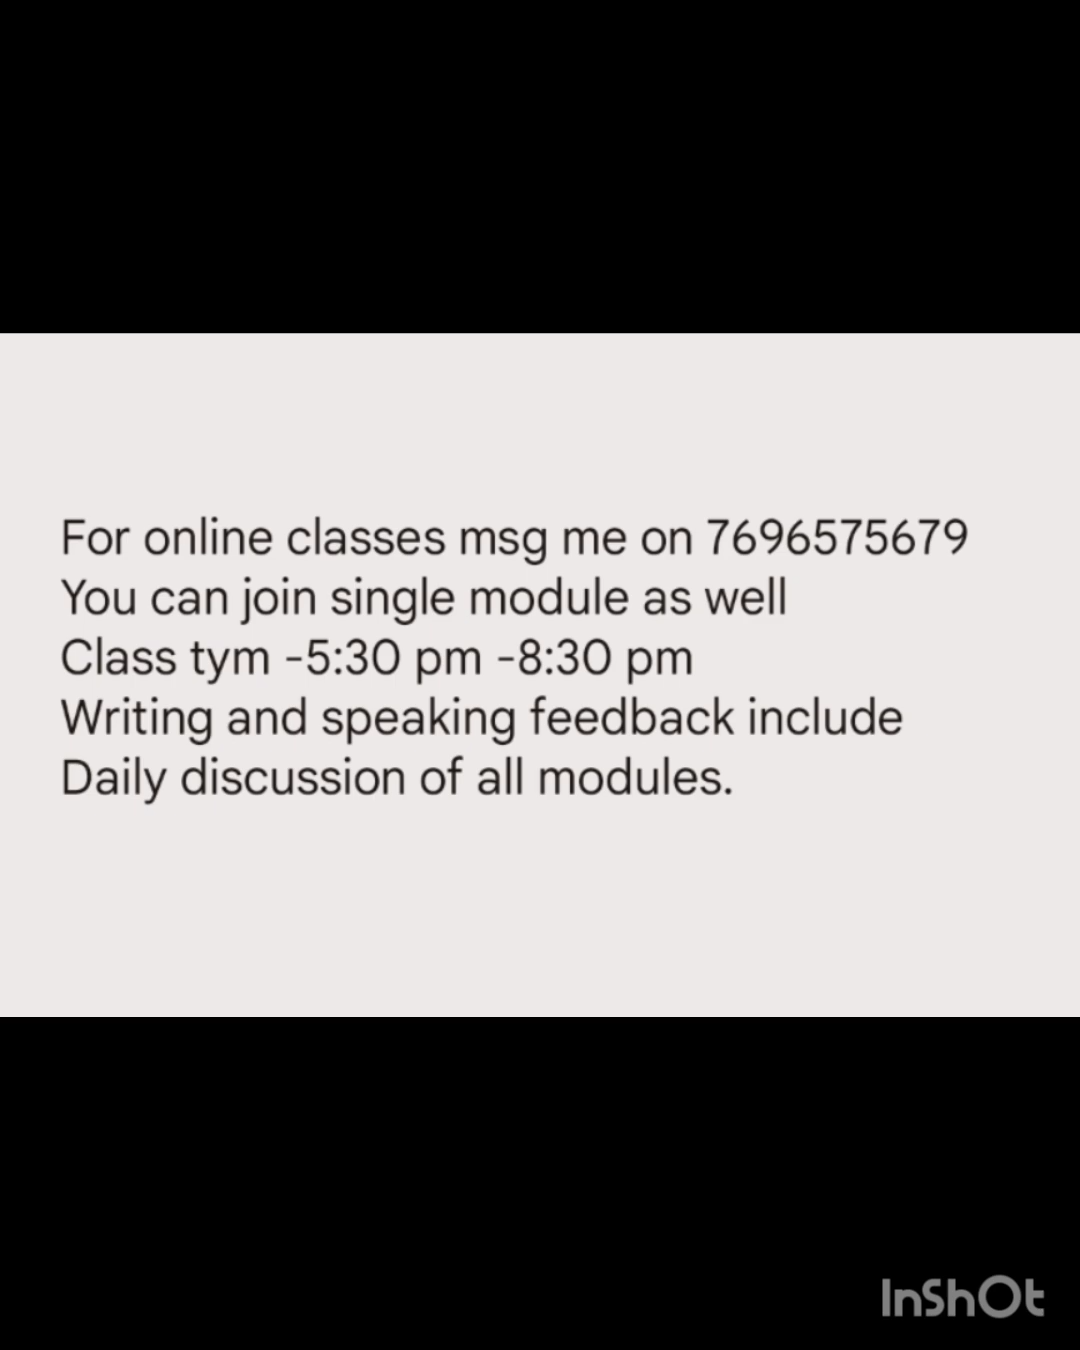 For online classes msg me on 7696575679
You can join single module as well
Class tym -5:30 pm -8:30 pm
Writing and speaking feedback include
Daily discussion of all modules.
InShOt